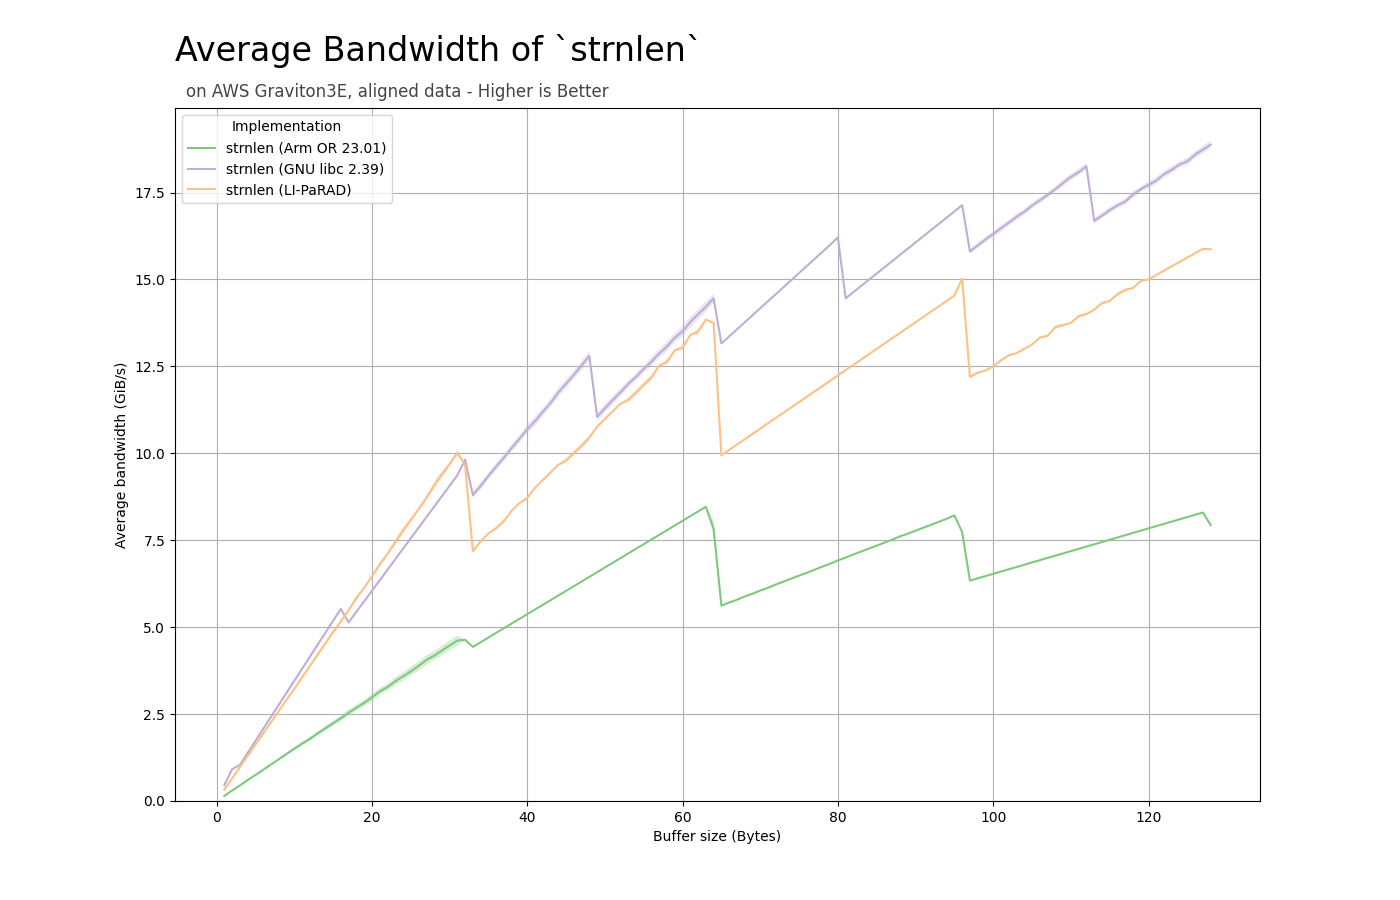 Average Bandwidth of `strnlen`
on AWS Graviton3E, aligned data - Higher is Better
Implementation
strnlen (Arm OR 23.01)
strnlen (GNU libc 2.39)
strnlen (LI-PaRAD)
Average bandwidth (GiB/s)
17.5
15.0
12.5
10.0
7.5
5.0
2.5
0.0
0 20 40 60 80 100 120
Buffer size (Bytes)